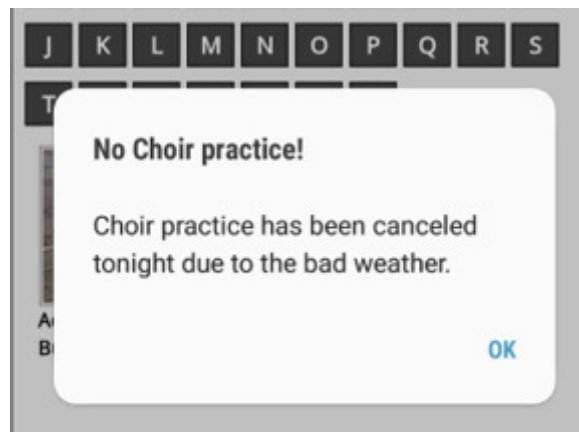 J K L M N O P Q R S
T
No Choir practice!
Choir practice has been canceled
tonight due to the bad weather.
OK